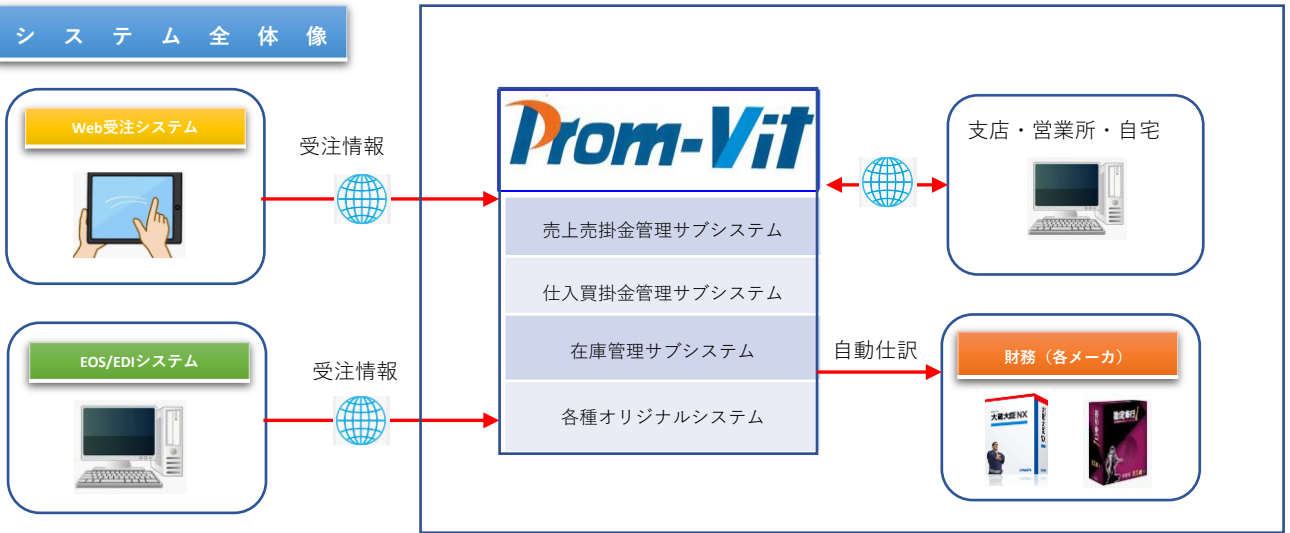 システム全体像
Web受注システム
受注情報
Prom-Vit
支店・営業所・自宅
売上売掛金管理サブシステム
仕入買掛金管理サブシステム
EOS/EDIシステム
受注情報
在庫管理サブシステム
各種オリジナルシステム
自動仕訳
財務（各メーカ）
大蔵大臣NX
勘定奉行